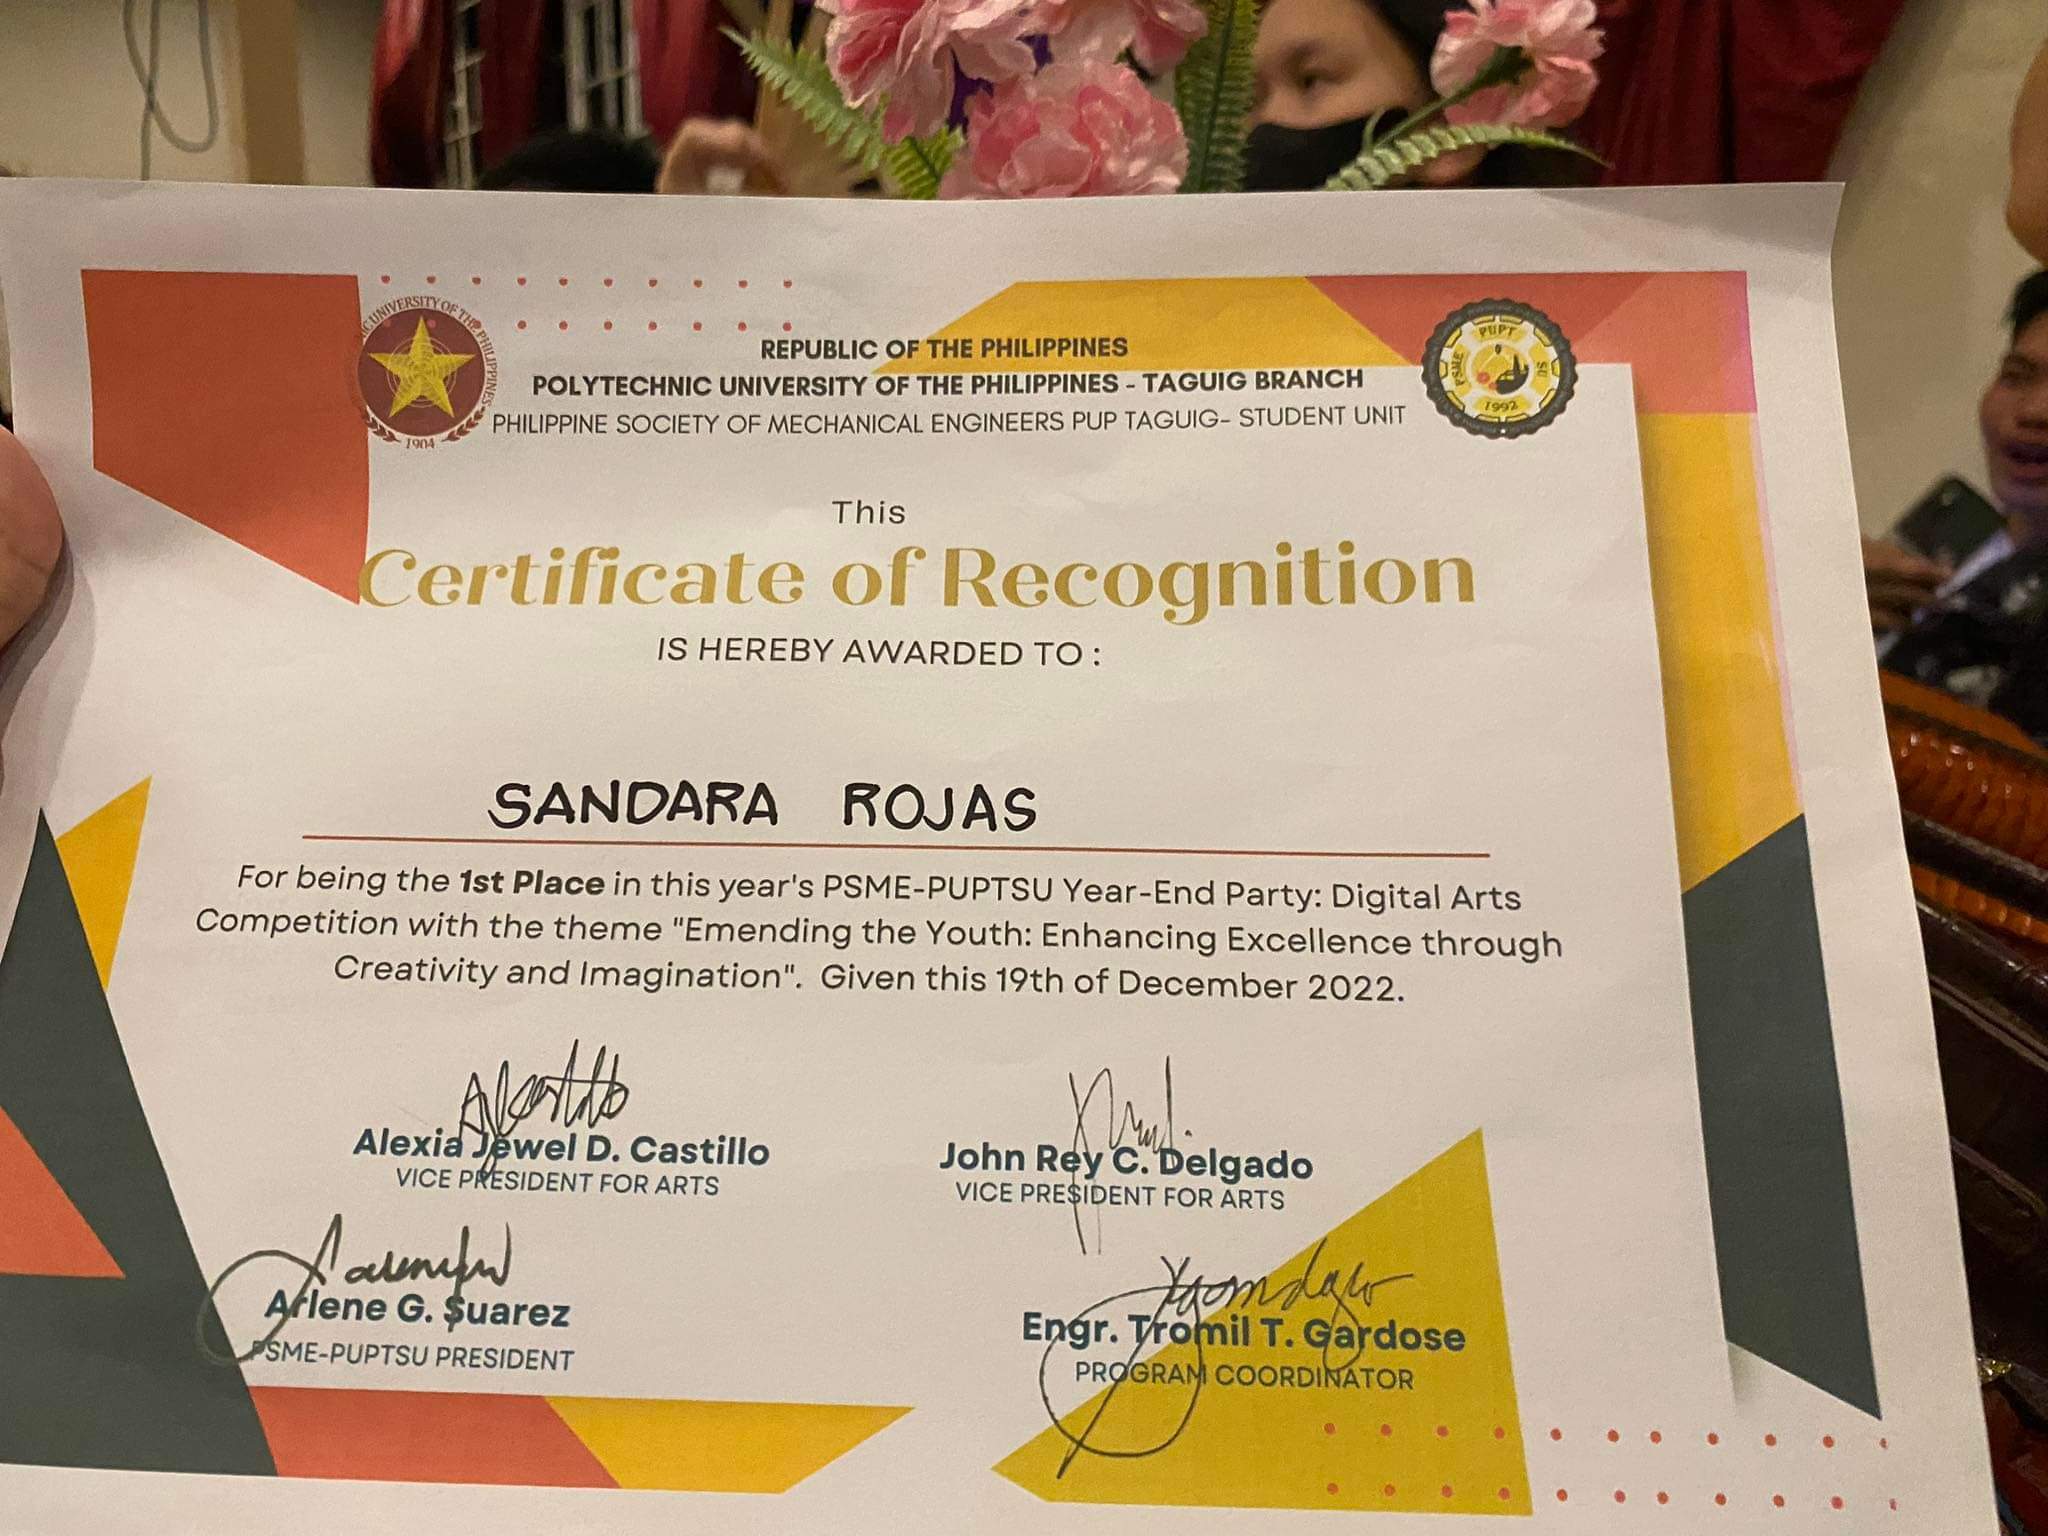 REPUBLIC OF THE PHILIPPINES
POLYTECHNIC UNIVERSITY OF THE PHILIPPINES - TAGUIG BRANCH
PHILIPPINE SOCIETY OF MECHANICAL ENGINEERS PUP TAGUIG- STUDENT UNIT
UNIVERSITY OF THE PHILIPPINES
1904
PSME PUPT SU
1992
This
Certificate of Recognition
IS HEREBY AWARDED TO :
SANDARA ROJAS
For being the 1st Place in this year's PSME-PUPTSU Year-End Party: Digital Arts
Competition with the theme "Emending the Youth: Enhancing Excellence through
Creativity and Imagination". Given this 19th of December 2022.
Alexia Jewel D. Castillo
VICE PRESIDENT FOR ARTS
John Rey C. Delgado
VICE PRESIDENT FOR ARTS
Arlene G. Suarez
PSME-PUPTSU PRESIDENT
Engr. Tromil T. Gardose
PROGRAM COORDINATOR